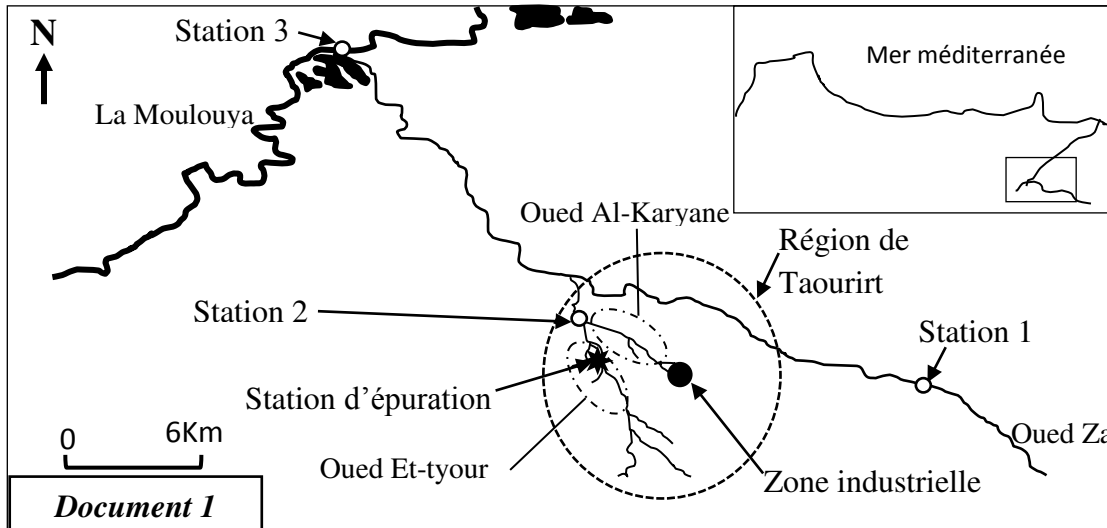 Station 3
N
Mer méditerranée
La Moulouya
Oued Al-Karyane
Région de
Taourirt
Station 2
Station 1
Station d'épuration
0 6Km
Oued Za
Oued Et-tyour
Zone industrielle
Document 1